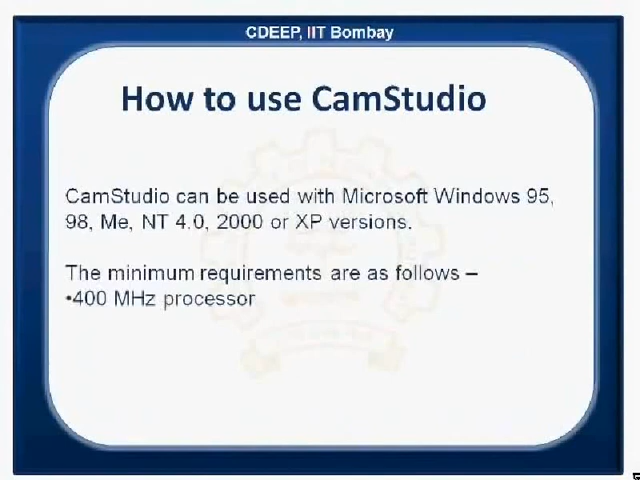 CDEEP, IIT Bombay
How to use CamStudio
CamStudio can be used with Microsoft Windows 95,
98, Me, NT 4.0, 2000 or XP versions.
The minimum requirements are as follows –
•400 MHz processor